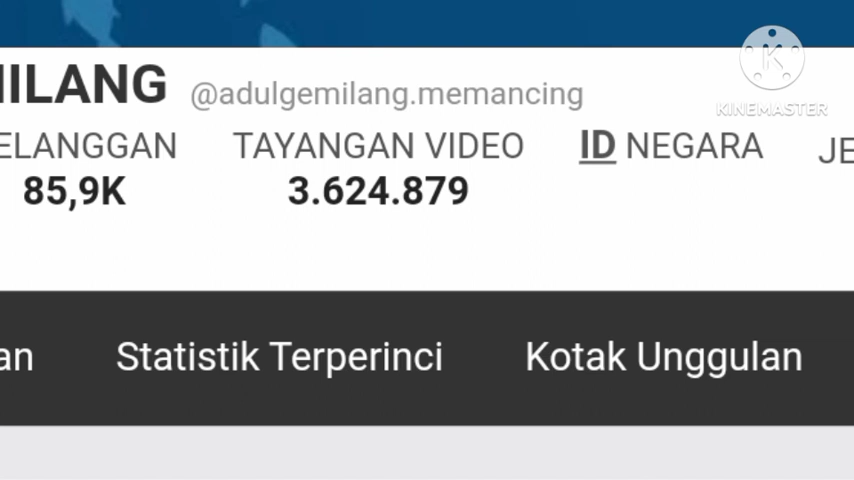 MILANG @adulgemilang.memancing
KINEMASTER
ELANGGAN TAYANGAN VIDEO ID NEGARA JE
85,9K 3.624.879
an Statistik Terperinci Kotak Unggulan